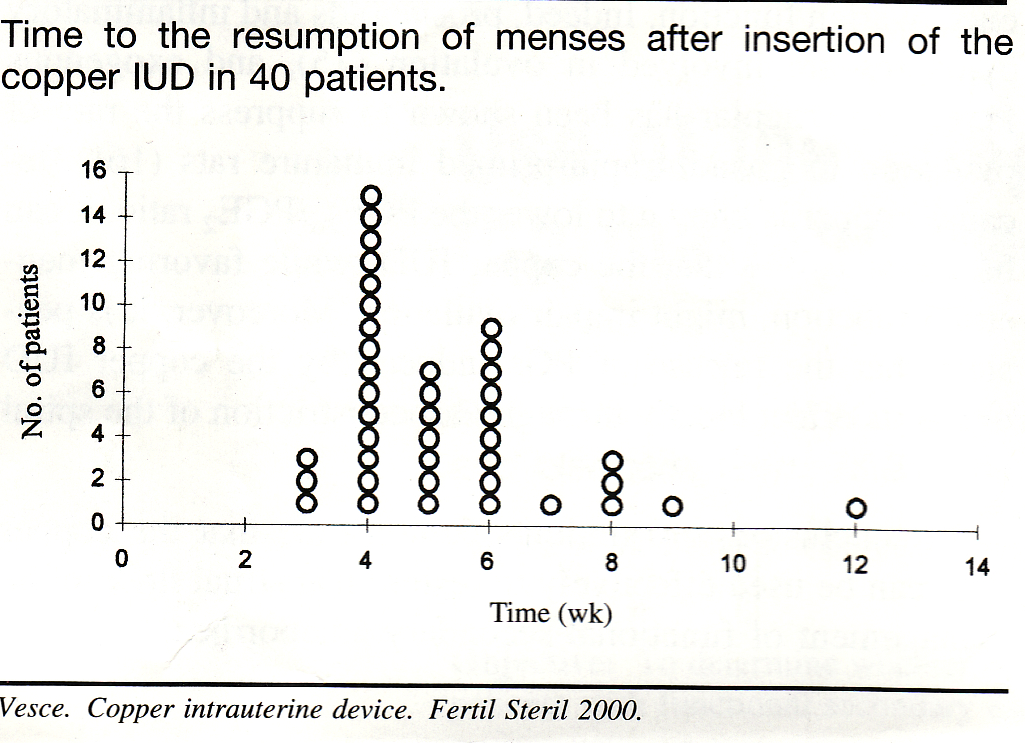 Time to the resumption of menses after insertion of the
copper IUD in 40 patients.
16
14
12
10
8
6
4
2
0
No. of patients
0 2 4 6 8 10 12 14
Time (wk)
Vesce. Copper intrauterine device. Fertil Steril 2000.